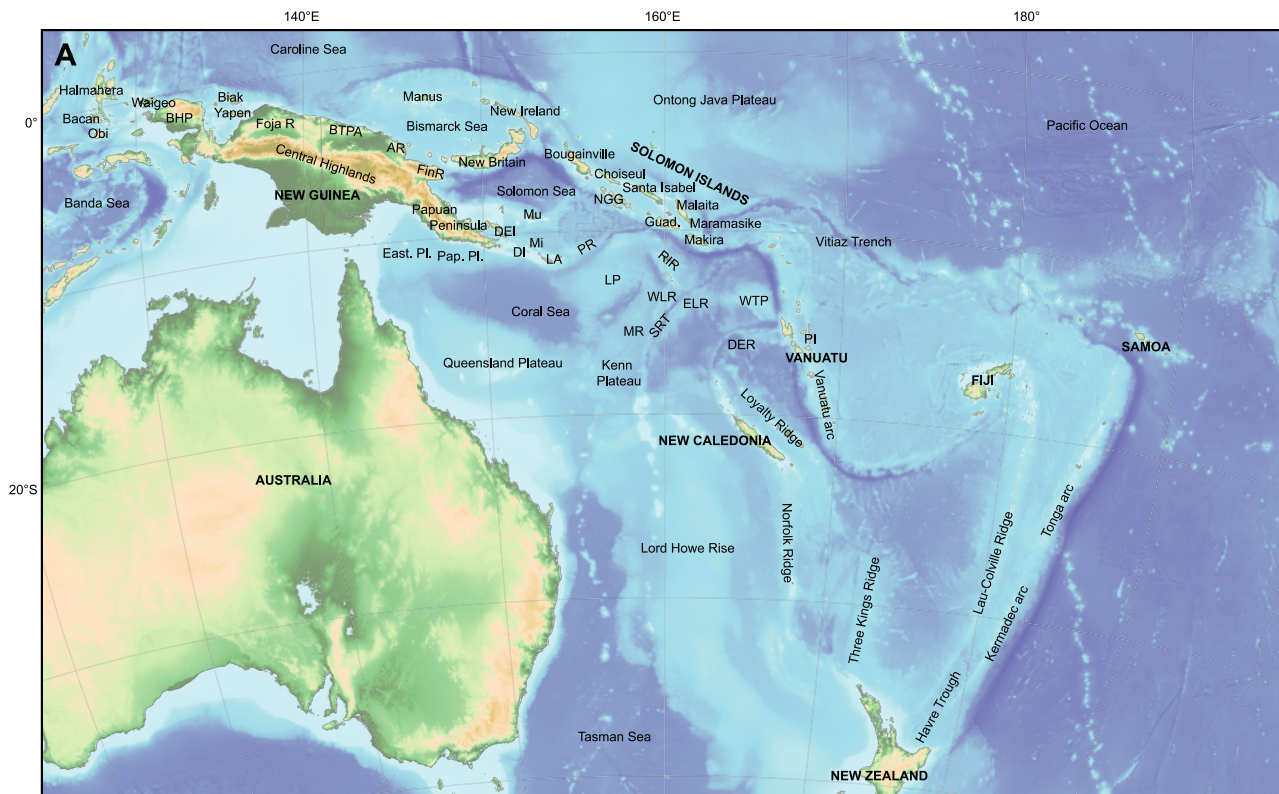 140°E
160°E
180°
A
Caroline Sea
Halmahera
Waigeo
Biak
Manus
Ontong Java Plateau
Bacan
BHP
Yapen
New Ireland
0°
Obi
Foja R
BTPA
Bismarck Sea
Pacific Ocean
AR
Central Highlands
FinR
New Britain
Bougainville
SOLOMON ISLANDS
Choiseul
NEW GUINEA
Solomon Sea
Santa Isabel
Banda Sea
NGG
Malaita
Papuan
Peninsula
Mu
Guad.
Maramasike
DEI
Makira
Vitiaz Trench
East. Pl.
Pap. Pl.
DI
Mi
LA
PR
RIR
LP
WLR
ELR
WTP
Coral Sea
SRT
MR
DER
PI
SAMOA
Queensland Plateau
Kenn
Plateau
VANUATU
FIJI
Vanuatu arc
Loyalty Ridge
NEW CALEDONIA
AUSTRALIA
20°S
Norfolk Ridge
Tonga arc
Lord Howe Rise
Lau-Colville Ridge
Three Kings Ridge
Kermadec arc
Havre Trough
Tasman Sea
NEW ZEALAND